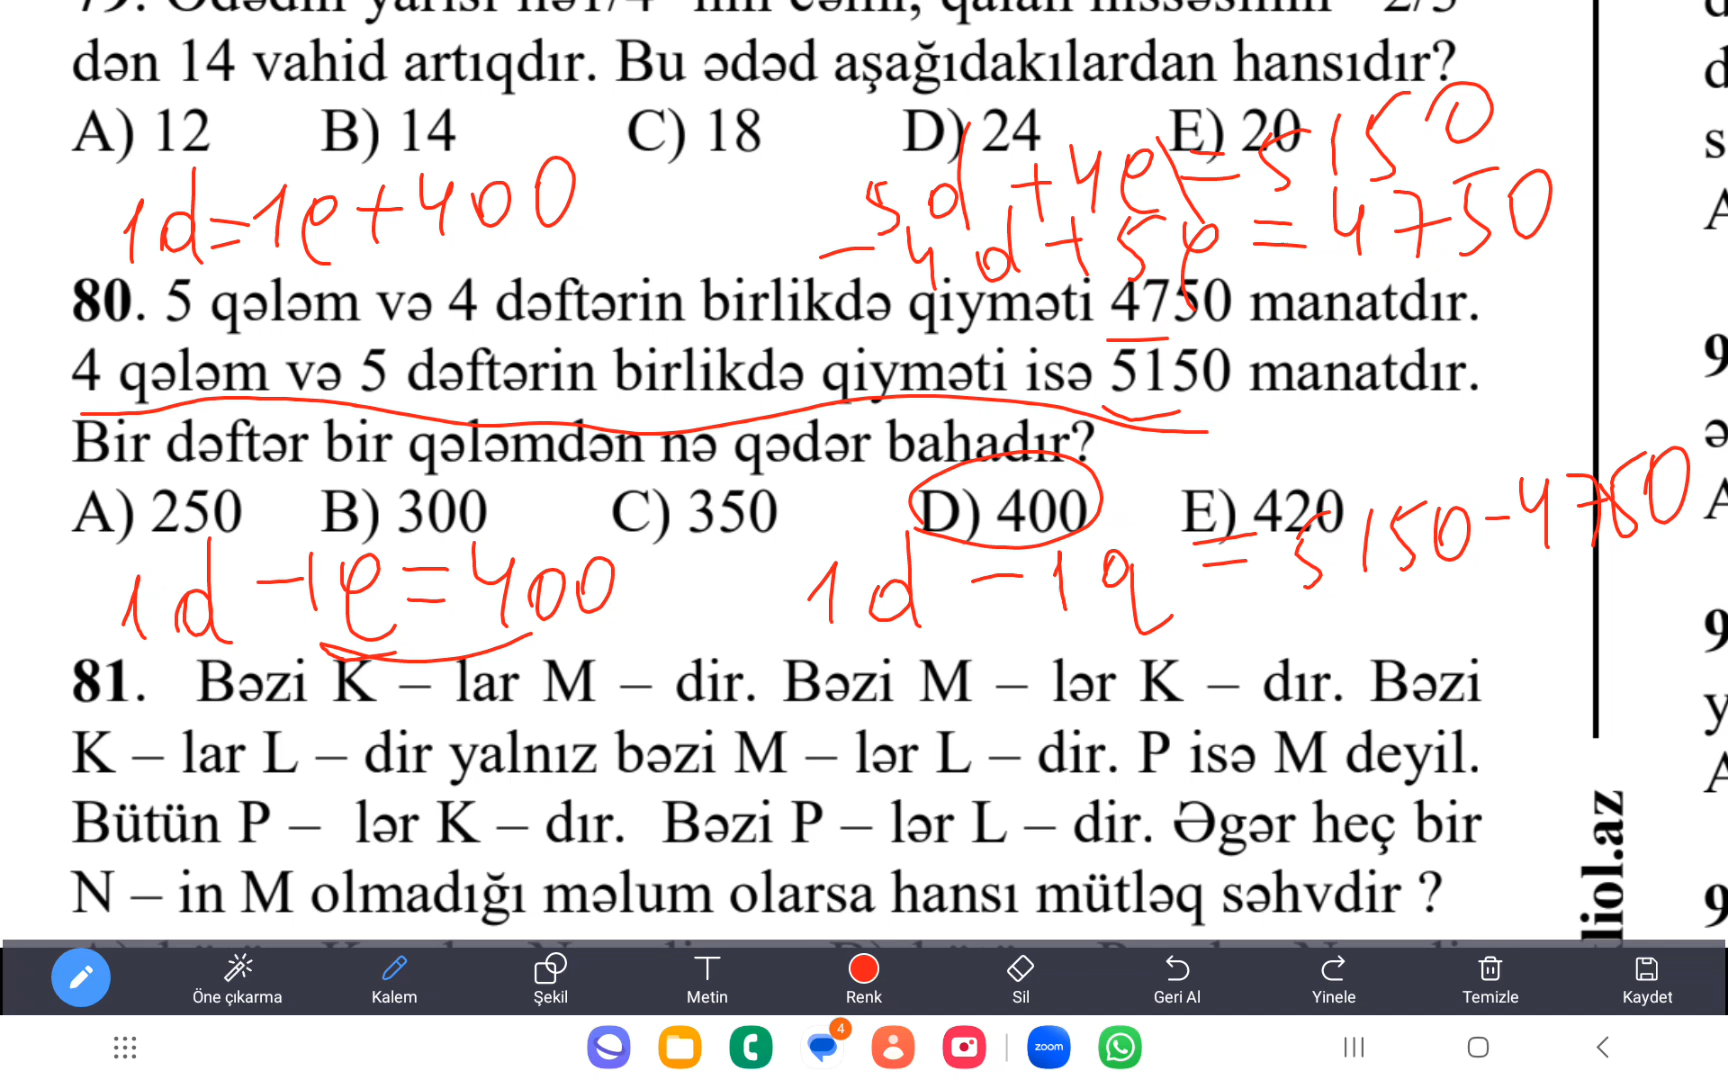 dən 14 vahid artıqdır. Bu ədəd aşağıdakılardan hansıdır?
A) 12 B) 14 C) 18 D) 24 E) 20
1d=1q+400
5d+4q=5150
-4d+5q=4750
80. 5 qələm və 4 dəftərin birlikdə qiyməti 4750 manatdır.
4 qələm və 5 dəftərin birlikdə qiyməti isə 5150 manatdır.
Bir dəftər bir qələmdən nə qədər bahadır?
A) 250 B) 300 C) 350 D) 400 E) 420
1d-1q=400
1d-1q=5150-4750
81. Bəzi K – lar M – dir. Bəzi M – lər K – dır. Bəzi
K – lar L – dir yalnız bəzi M – lər L – dir. P isə M deyil.
Bütün P – lər K – dır. Bəzi P – lər L – dir. Əgər heç bir
N – in M olmadığı məlum olarsa hansı mütləq səhvdir ?
liol.az
Öne çıkarma Kalem Şekil Metin Renk Sil Geri Al Yinele Temizle Kaydet
4
zoom